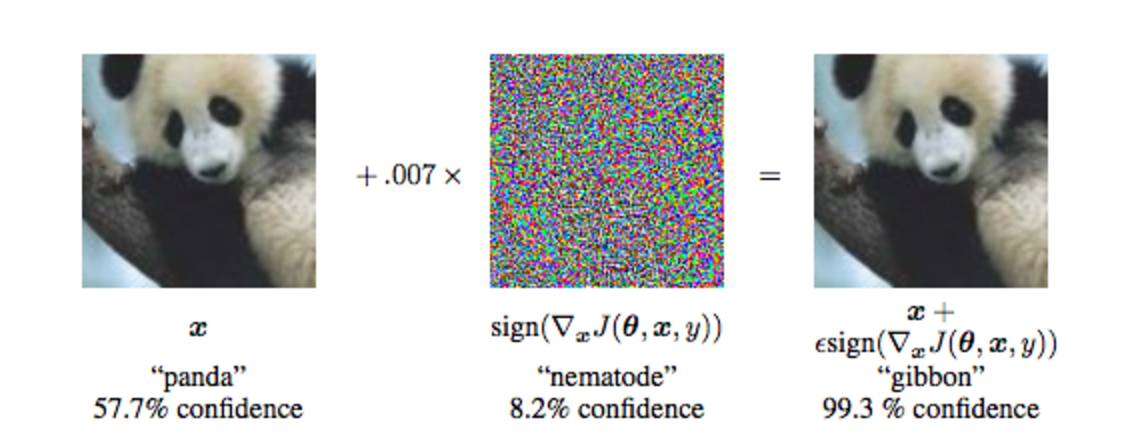 + .007 ×
=
x
sign(∇ₓJ(θ, x, y))
x +
ϵsign(∇ₓJ(θ, x, y))
“panda”
“nematode”
“gibbon”
57.7% confidence
8.2% confidence
99.3 % confidence